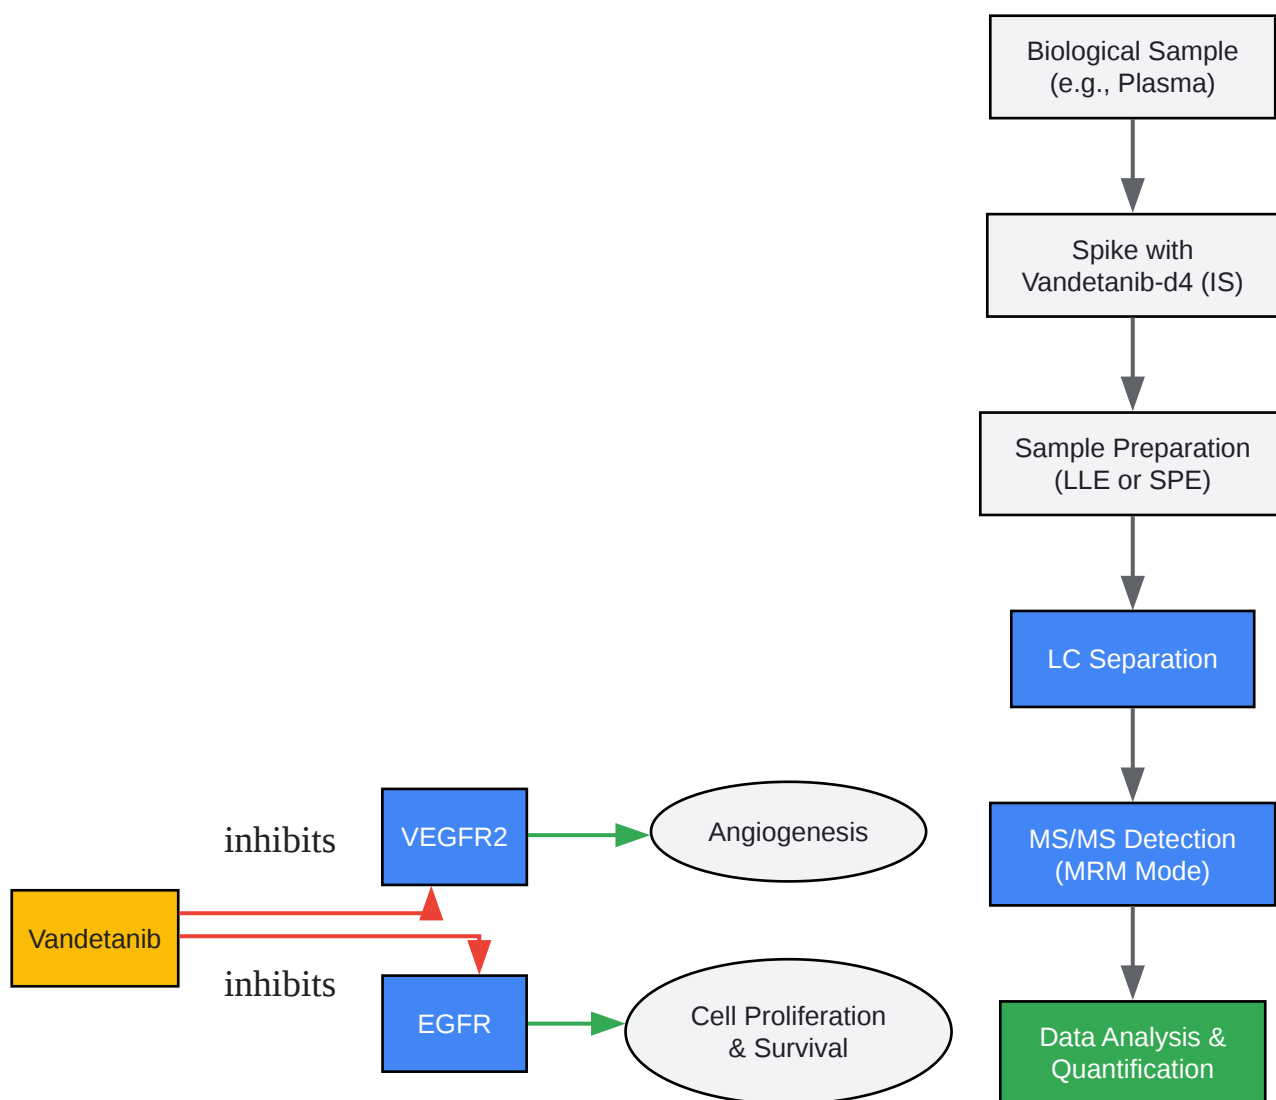 Biological Sample
(e.g., Plasma)
Spike with
Vandetanib-d4 (IS)
Sample Preparation
(LLE or SPE)
LC Separation
MS/MS Detection
(MRM Mode)
Data Analysis &
Quantification
Vandetanib
inhibits
inhibits
VEGFR2
Angiogenesis
EGFR
Cell Proliferation
& Survival